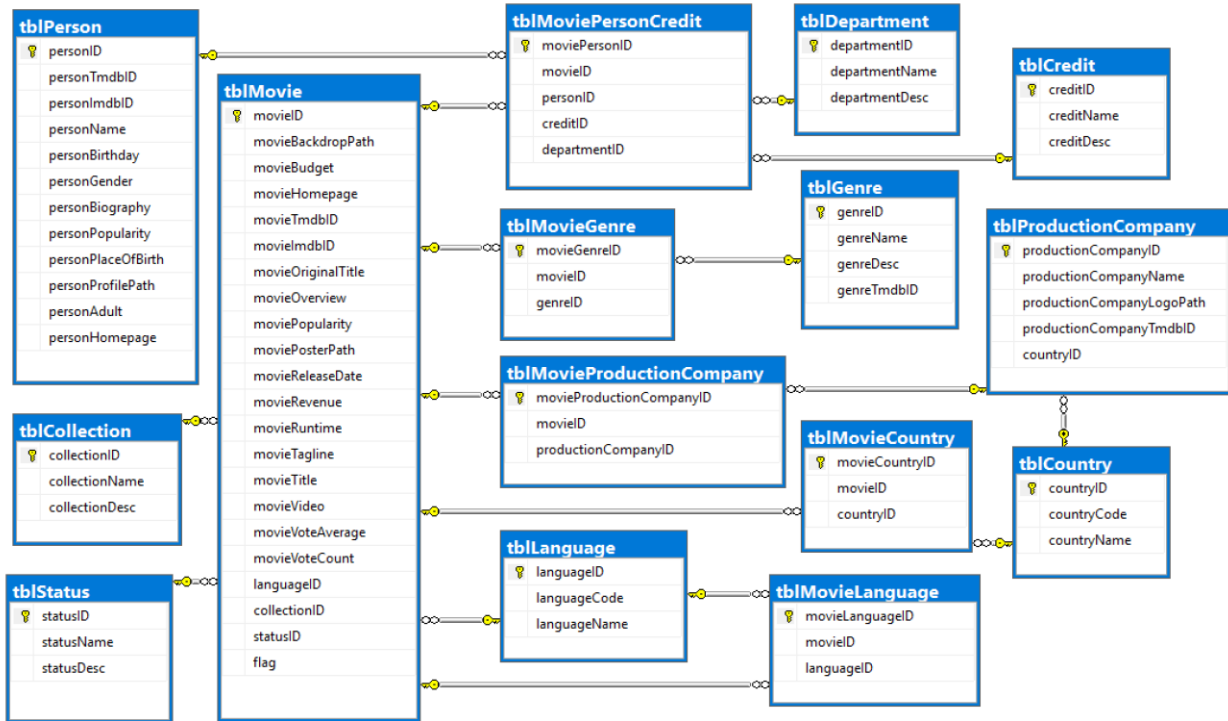 tblPerson
personID
personTmdbID
personImdbID
personName
personBirthday
personGender
personBiography
personPopularity
personPlaceOfBirth
personProfilePath
personAdult
personHomepage
tblCollection
collectionID
collectionName
collectionDesc
tblStatus
statusID
statusName
statusDesc
tblMovie
movieID
movieBackdropPath
movieBudget
movieHomepage
movieTmdbID
movieImdbID
movieOriginalTitle
movieOverview
moviePopularity
moviePosterPath
movieReleaseDate
movieRevenue
movieRuntime
movieTagline
movieTitle
movieVideo
movieVoteAverage
movieVoteCount
languageID
collectionID
statusID
flag
tblMoviePersonCredit
moviePersonID
movieID
personID
creditID
departmentID
tblMovieGenre
movieGenreID
movieID
genreID
tblMovieProductionCompany
movieProductionCompanyID
movieID
productionCompanyID
tblLanguage
languageID
languageCode
languageName
tblDepartment
departmentID
departmentName
departmentDesc
tblGenre
genreID
genreName
genreDesc
genreTmdbID
tblMovieCountry
movieCountryID
movieID
countryID
tblMovieLanguage
movieLanguageID
movieID
languageID
tblCredit
creditID
creditName
creditDesc
tblProductionCompany
productionCompanyID
productionCompanyName
productionCompanyLogoPath
productionCompanyTmdbID
countryID
tblCountry
countryID
countryCode
countryName